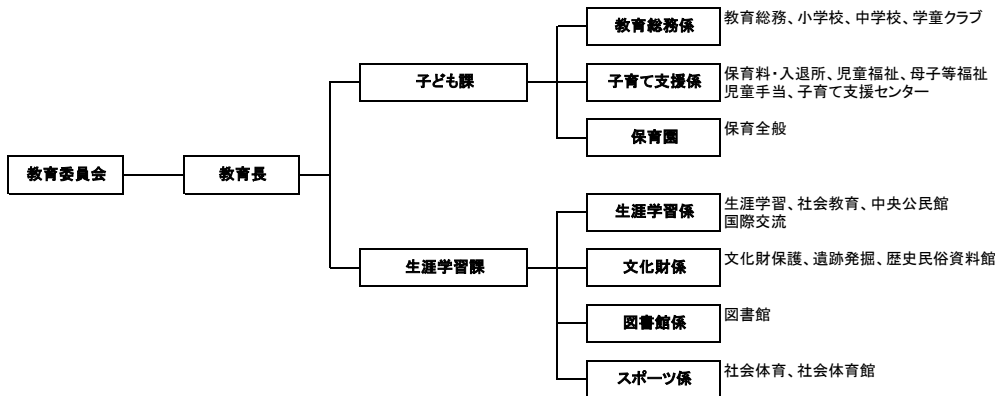 教育委員会
教育長
子ども課
教育総務係
教育総務、小学校、中学校、学童クラブ
子育て支援係
保育料・入退所、児童福祉、母子等福祉
児童手当、子育て支援センター
保育園
保育全般
生涯学習課
生涯学習係
生涯学習、社会教育、中央公民館
国際交流
文化財係
文化財保護、遺跡発掘、歴史民俗資料館
図書館係
図書館
スポーツ係
社会体育、社会体育館